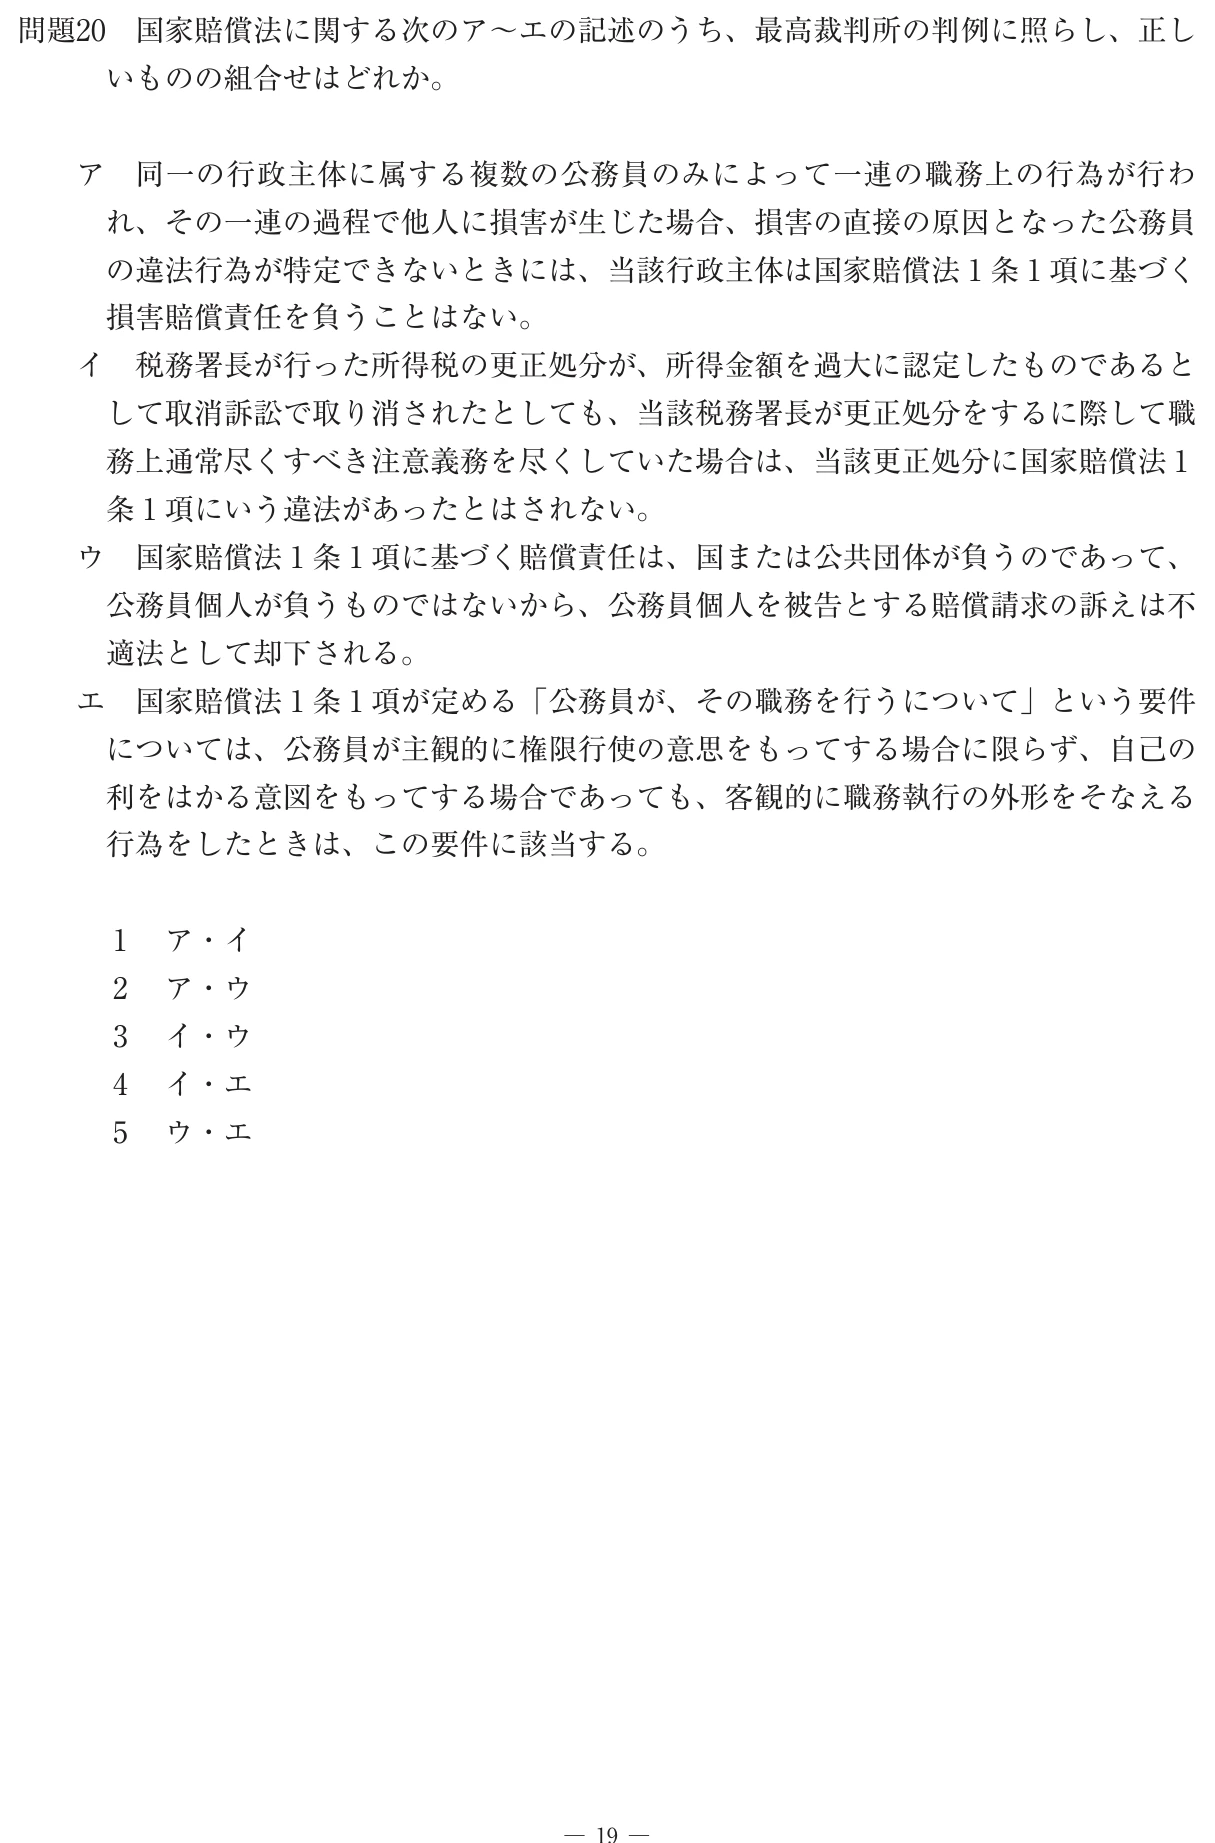 問題20　国家賠償法に関する次のア～エの記述のうち、最高裁判所の判例に照らし、正し
いものの組合せはどれか。
ア　同一の行政主体に属する複数の公務員のみによって一連の職務上の行為が行わ
れ、その一連の過程で他人に損害が生じた場合、損害の直接の原因となった公務員
の違法行為が特定できないときには、当該行政主体は国家賠償法１条１項に基づく
損害賠償責任を負うことはない。
イ　税務署長が行った所得税の更正処分が、所得金額を過大に認定したものであると
して取消訴訟で取り消されたとしても、当該税務署長が更正処分をするに際して職
務上通常尽くすべき注意義務を尽くしていた場合は、当該更正処分に国家賠償法１
条１項にいう違法があったとはされない。
ウ　国家賠償法１条１項に基づく賠償責任は、国または公共団体が負うのであって、
公務員個人が負うものではないから、公務員個人を被告とする賠償請求の訴えは不
適法として却下される。
エ　国家賠償法１条１項が定める「公務員が、その職務を行うについて」という要件
については、公務員が主観的に権限行使の意思をもってする場合に限らず、自己の
利をはかる意図をもってする場合であっても、客観的に職務執行の外形をそなえる
行為をしたときは、この要件に該当する。
１　ア・イ
２　ア・ウ
３　イ・ウ
４　イ・エ
５　ウ・エ
― 19 ―